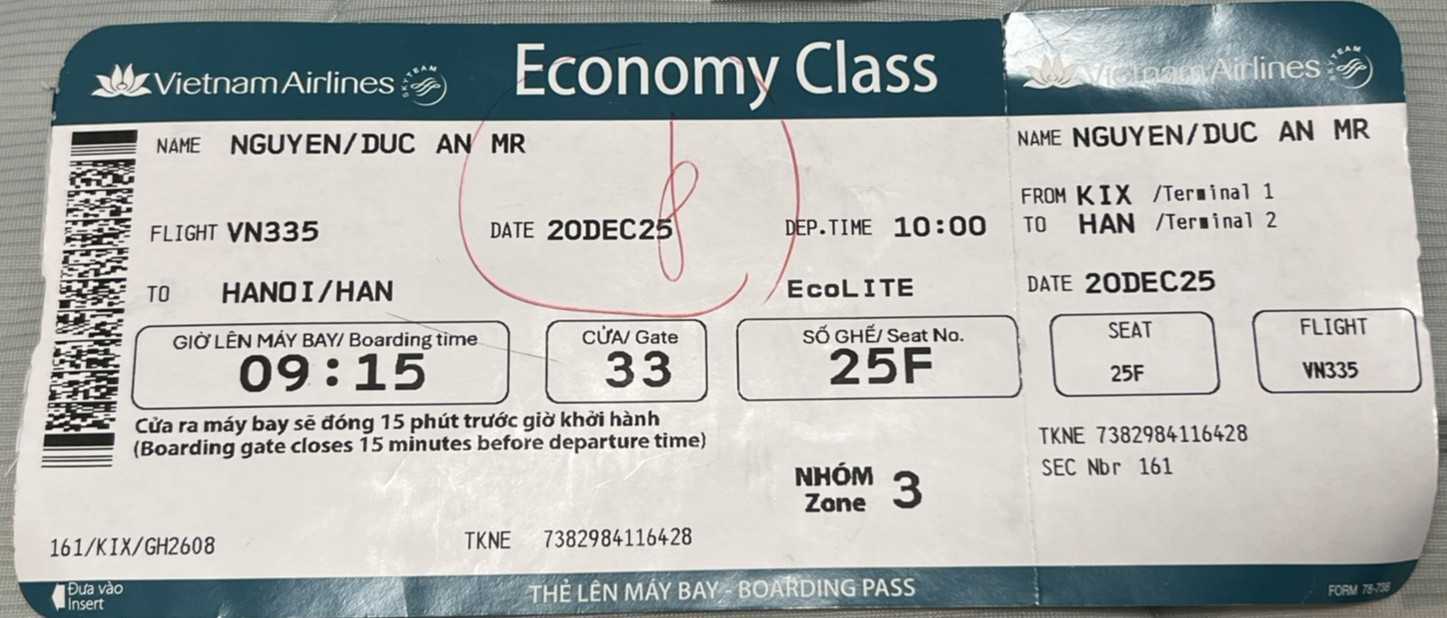 Vietnam Airlines SKYTEAM Economy Class Vietnam Airlines SKYTEAM
NAME NGUYEN/DUC AN MR
FLIGHT VN335 DATE 20DEC25 DEP.TIME 10:00
TO HANOI/HAN EcoLITE
GIỜ LÊN MÁY BAY/ Boarding time CỬA/ Gate SỐ GHẾ/ Seat No.
09:15 33 25F
Cửa ra máy bay sẽ đóng 15 phút trước giờ khởi hành
(Boarding gate closes 15 minutes before departure time)
NHÓM
Zone 3
161/KIX/GH2608 TKNE 7382984116428
Đưa vào
Insert
THẺ LÊN MÁY BAY - BOARDING PASS
NAME NGUYEN/DUC AN MR
FROM KIX /Terminal 1
TO HAN /Terminal 2
DATE 20DEC25
SEAT FLIGHT
25F VN335
TKNE 7382984116428
SEC Nbr 161